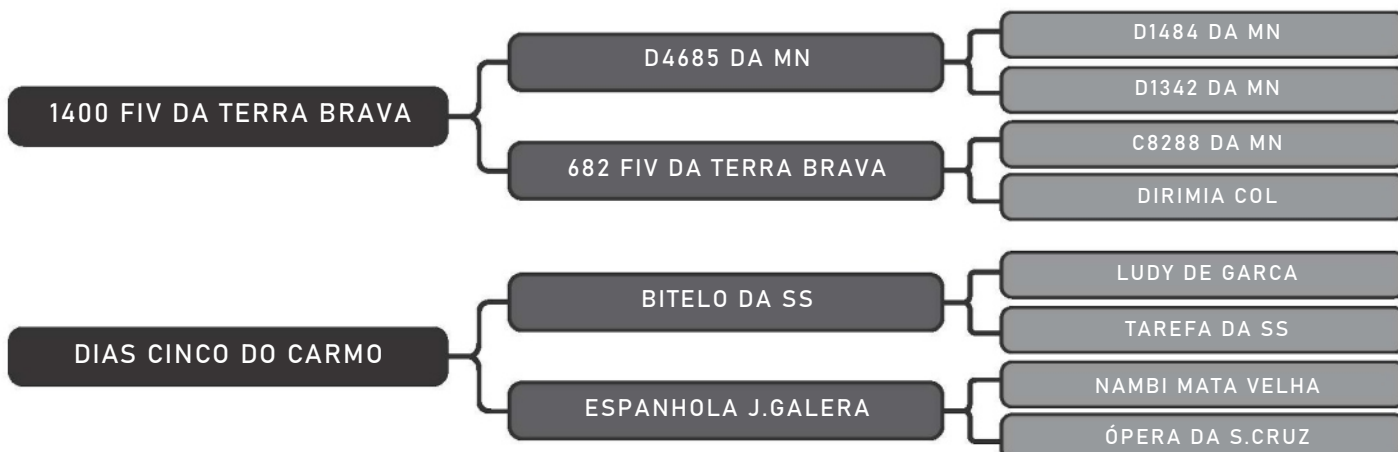 1400 FIV DA TERRA BRAVA
D4685 DA MN
D1484 DA MN
D1342 DA MN
682 FIV DA TERRA BRAVA
C8288 DA MN
DIRIMIA COL
DIAS CINCO DO CARMO
BITELO DA SS
LUDY DE GARCA
TAREFA DA SS
ESPANHOLA J.GALERA
NAMBI MATA VELHA
ÓPERA DA S.CRUZ